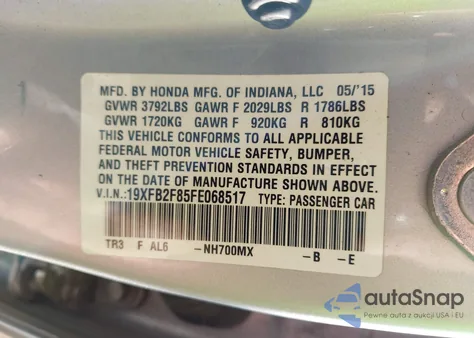 MFD. BY HONDA MFG. OF INDIANA, LLC 05/'15
GVWR 3792LBS GAWR F 2029LBS R 1786LBS
GVWR 1720KG GAWR F 920KG R 810KG
THIS VEHICLE CONFORMS TO ALL APPLICABLE
FEDERAL MOTOR VEHICLE SAFETY, BUMPER,
AND THEFT PREVENTION STANDARDS IN EFFECT
ON THE DATE OF MANUFACTURE SHOWN ABOVE.
V.I.N.:19XFB2F85FE068517 TYPE: PASSENGER CAR
TR3 F AL6 -NH700MX -B -E
autoSnap
Pewne auta z aukcji USA i EU